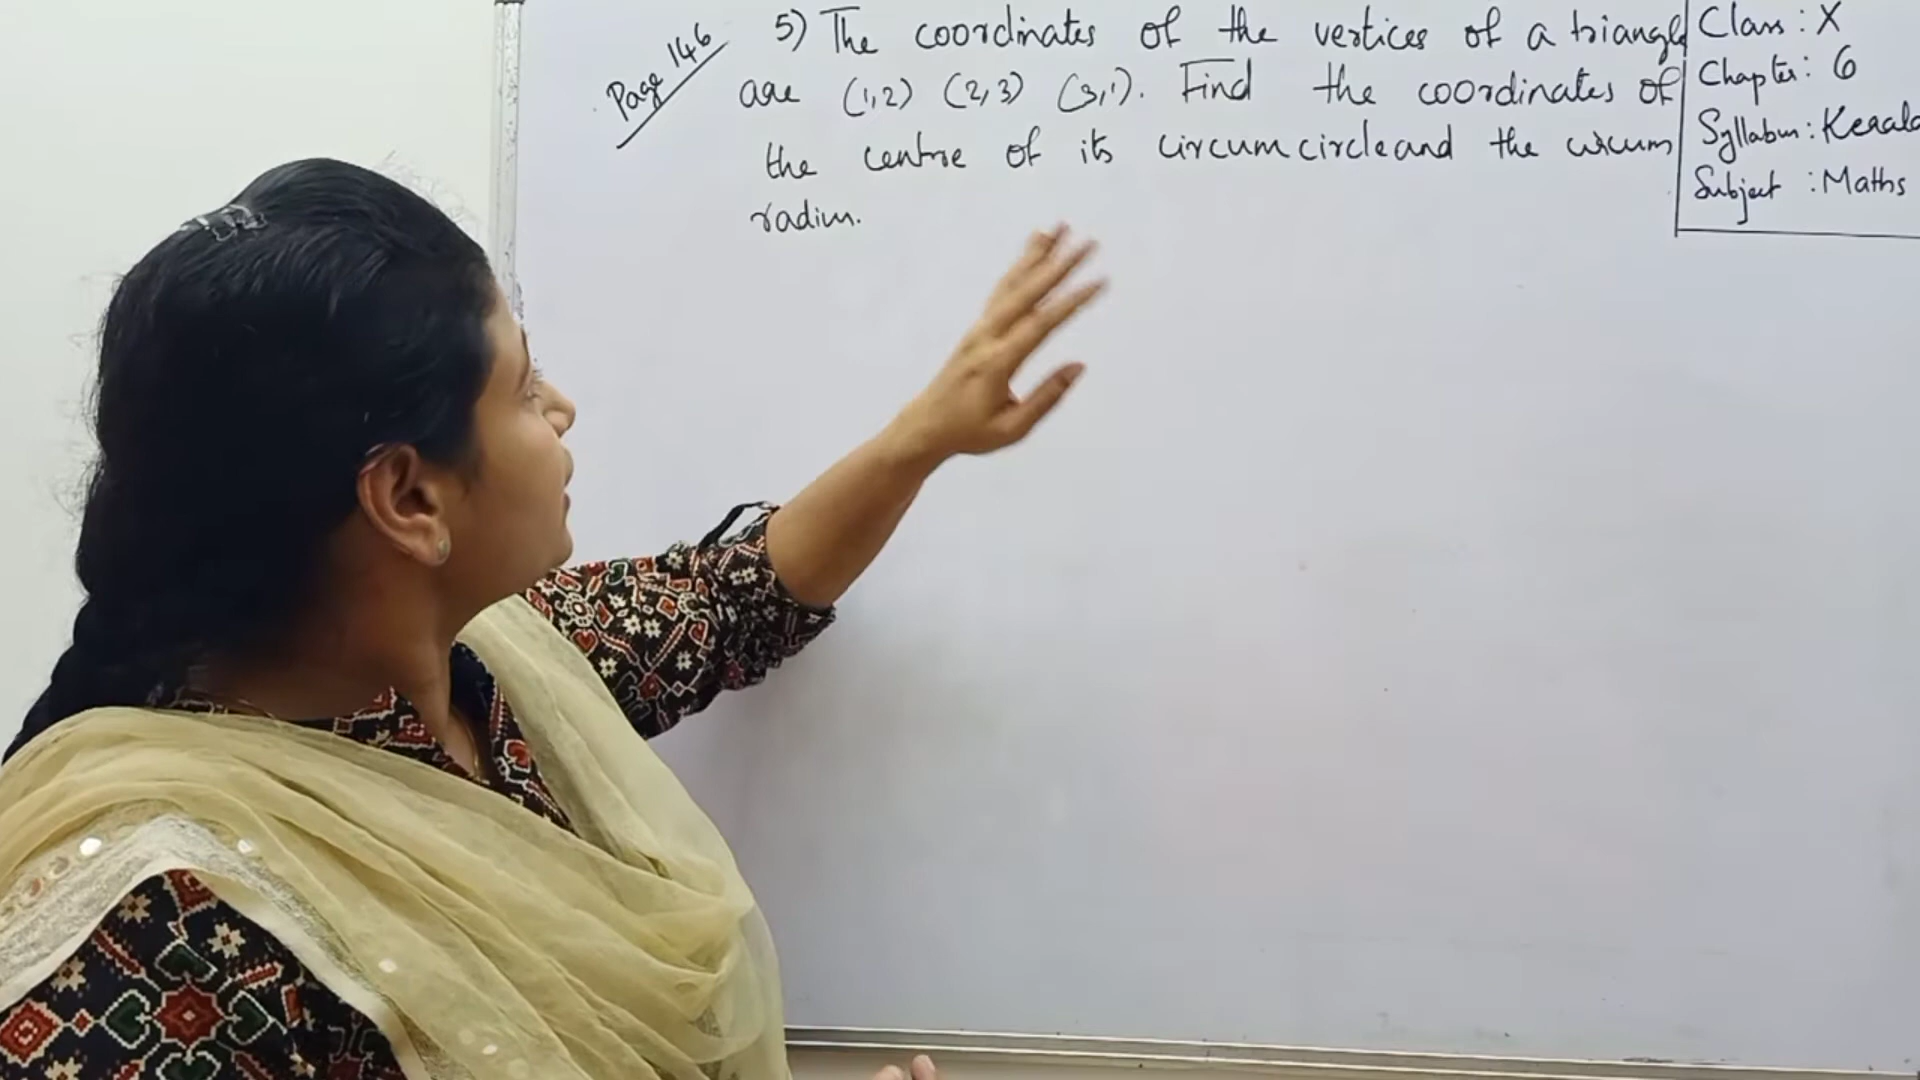 Page 146
5) The coordinates of the vertices of a triangle
are (1,2) (2,3) (3,1). Find the coordinates of
the centre of its circumcircle and the circum
radius.
Class : X
Chapter : 6
Syllabus : Kerala
Subject : Maths